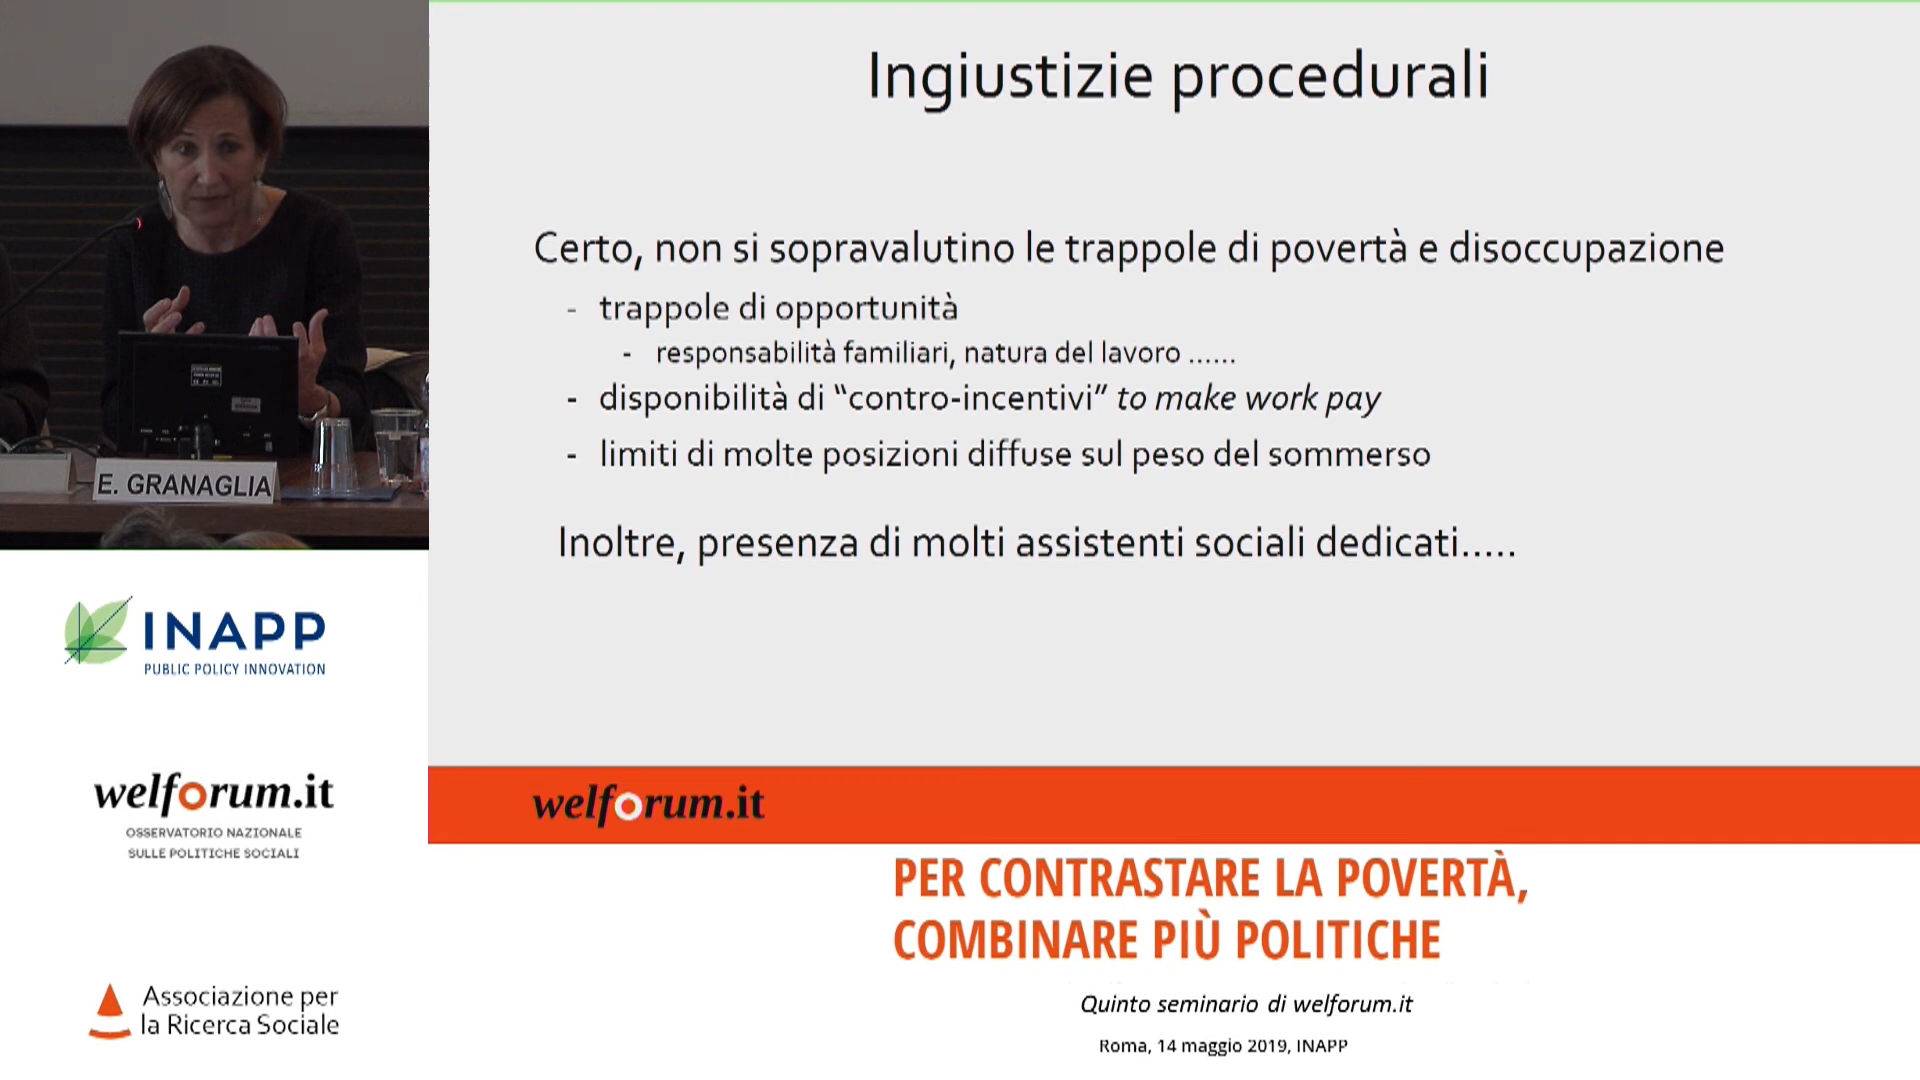 Ingiustizie procedurali
Certo, non si sopravalutino le trappole di povertà e disoccupazione
- trappole di opportunità
- responsabilità familiari, natura del lavoro ......
- disponibilità di “contro-incentivi” to make work pay
- limiti di molte posizioni diffuse sul peso del sommerso
Inoltre, presenza di molti assistenti sociali dedicati.....
E. GRANAGLIA
INAPP
PUBLIC POLICY INNOVATION
welforum.it
OSSERVATORIO NAZIONALE
SULLE POLITICHE SOCIALI
Associazione per
la Ricerca Sociale
welforum.it
PER CONTRASTARE LA POVERTÀ,
COMBINARE PIÙ POLITICHE
Quinto seminario di welforum.it
Roma, 14 maggio 2019, INAPP